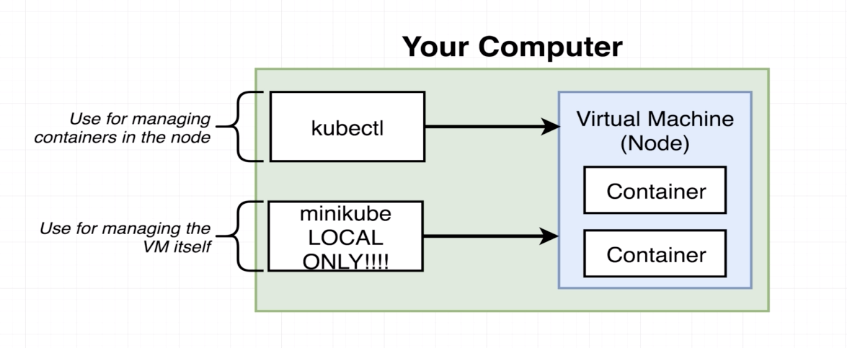 Your Computer
Use for managing
containers in the node
kubectl
Virtual Machine
(Node)
Container
Use for managing the
VM itself
minikube
LOCAL
ONLY!!!!
Container